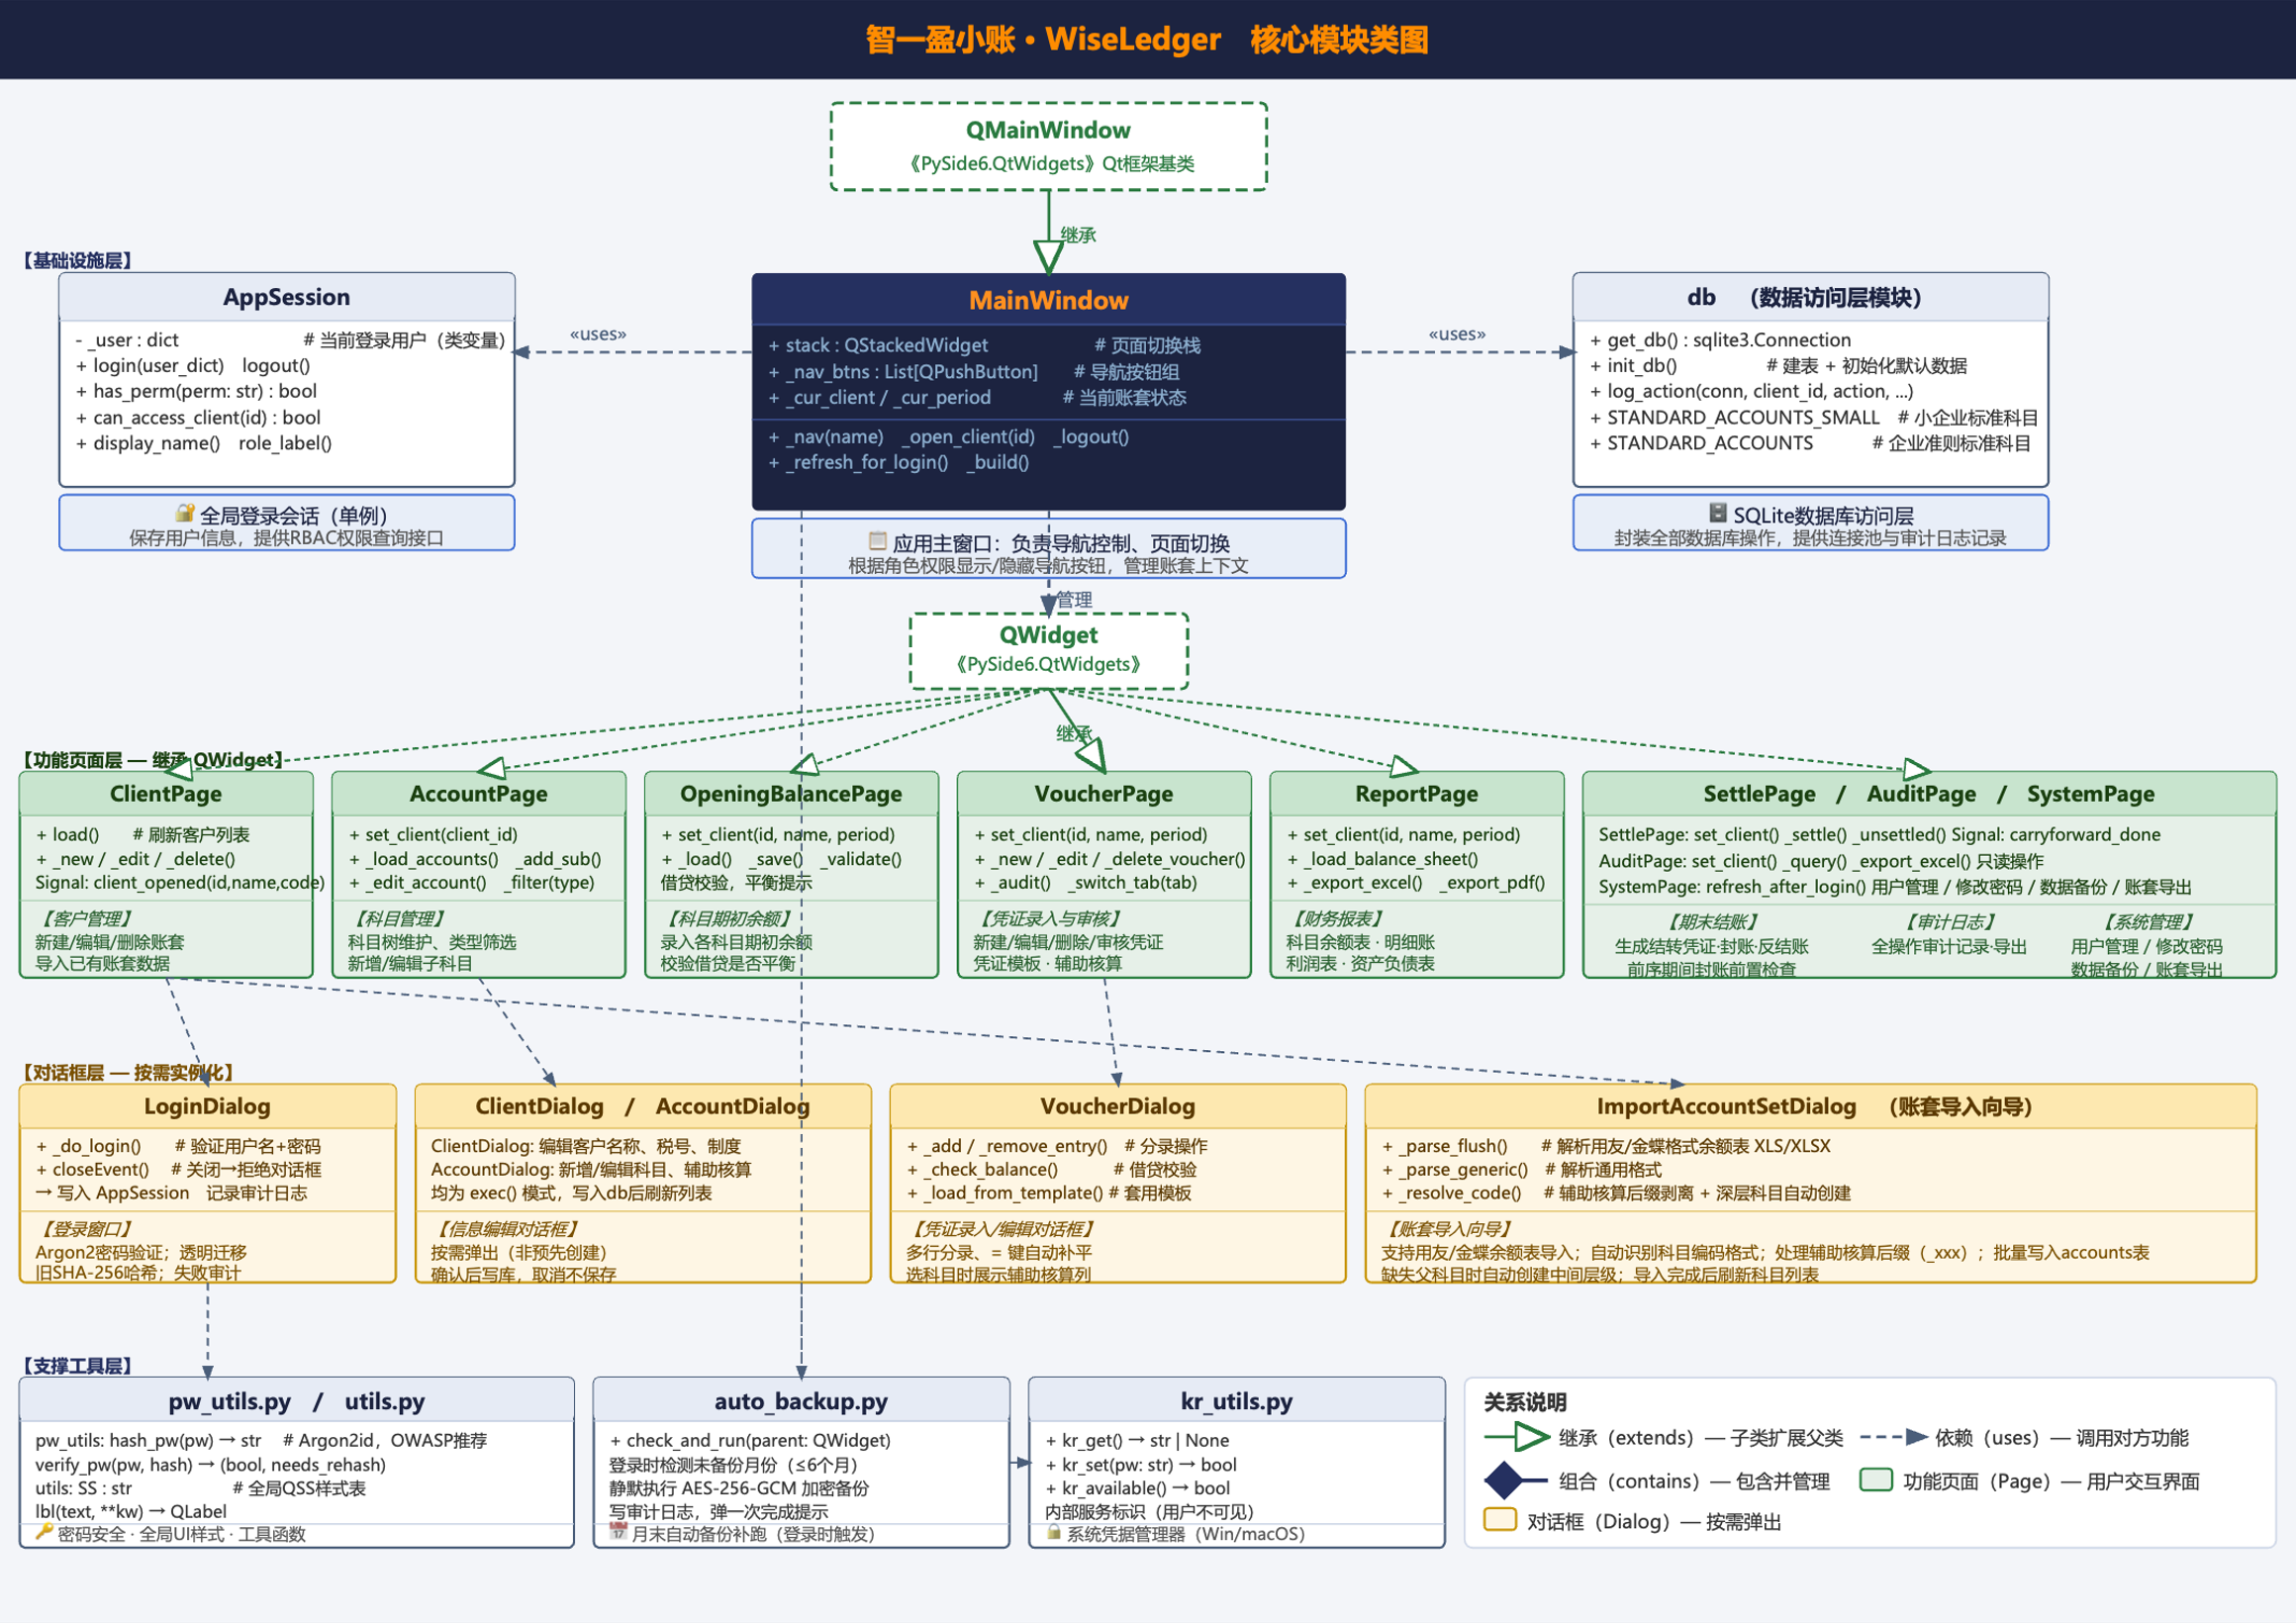 智一盈小账 • WiseLedger 核心模块类图
QMainWindow
《PySide6.QtWidgets》Qt框架基类
继承
【基础设施层】
AppSession
- _user : dict # 当前登录用户（类变量）
+ login(user_dict) logout()
+ has_perm(perm: str) : bool
+ can_access_client(id) : bool
+ display_name() role_label()
🔐 全局登录会话（单例）
保存用户信息，提供RBAC权限查询接口
«uses»
MainWindow
+ stack : QStackedWidget # 页面切换栈
+ _nav_btns : List[QPushButton] # 导航按钮组
+ _cur_client / _cur_period # 当前账套状态
+ _nav(name) _open_client(id) _logout()
+ _refresh_for_login() _build()
📋 应用主窗口：负责导航控制、页面切换
根据角色权限显示/隐藏导航按钮，管理账套上下文
«uses»
db （数据访问层模块）
+ get_db() : sqlite3.Connection
+ init_db() # 建表 + 初始化默认数据
+ log_action(conn, client_id, action, ...)
+ STANDARD_ACCOUNTS_SMALL # 小企业标准科目
+ STANDARD_ACCOUNTS # 企业准则标准科目
🗄️ SQLite数据库访问层
封装全部数据库操作，提供连接池与审计日志记录
管理
QWidget
《PySide6.QtWidgets》
继承
【功能页面层 — 继承 QWidget】
ClientPage
+ load() # 刷新客户列表
+ _new / _edit / _delete()
Signal: client_opened(id,name,code)
【客户管理】
新建/编辑/删除账套
导入已有账套数据
AccountPage
+ set_client(client_id)
+ _load_accounts() _add_sub()
+ _edit_account() _filter(type)
【科目管理】
科目树维护、类型筛选
新增/编辑子科目
OpeningBalancePage
+ set_client(id, name, period)
+ _load() _save() _validate()
借贷校验，平衡提示
【科目期初余额】
录入各科目期初余额
校验借贷是否平衡
VoucherPage
+ set_client(id, name, period)
+ _new / _edit / _delete_voucher()
+ _audit() _switch_tab(tab)
【凭证录入与审核】
新建/编辑/删除/审核凭证
凭证模板 · 辅助核算
ReportPage
+ set_client(id, name, period)
+ _load_balance_sheet()
+ _export_excel() _export_pdf()
【财务报表】
科目余额表 · 明细账
利润表 · 资产负债表
SettlePage / AuditPage / SystemPage
SettlePage: set_client() _settle() _unsettled() Signal: carryforward_done
AuditPage: set_client() _query() _export_excel() 只读操作
SystemPage: refresh_after_login() 用户管理 / 修改密码 / 数据备份 / 账套导出
【期末结账】
生成结转凭证·封账·反结账
前序期间封账前置检查
【审计日志】
全操作审计记录·导出
【系统管理】
用户管理 / 修改密码
数据备份 / 账套导出
【对话框层 — 按需实例化】
LoginDialog
+ _do_login() # 验证用户名+密码
+ closeEvent() # 关闭→拒绝对话框
→ 写入 AppSession 记录审计日志
【登录窗口】
Argon2密码验证；透明迁移
旧SHA-256哈希；失败审计
ClientDialog / AccountDialog
ClientDialog: 编辑客户名称、税号、制度
AccountDialog: 新增/编辑科目、辅助核算
均为 exec() 模式，写入db后刷新列表
【信息编辑对话框】
按需弹出（非预先创建）
确认后写库，取消不保存
VoucherDialog
+ _add / _remove_entry() # 分录操作
+ _check_balance() # 借贷校验
+ _load_from_template() # 套用模板
【凭证录入/编辑对话框】
多行分录、= 键自动补平
选科目时展示辅助核算列
ImportAccountSetDialog （账套导入向导）
+ _parse_flush() # 解析用友/金蝶格式余额表 XLS/XLSX
+ _parse_generic() # 解析通用格式
+ _resolve_code() # 辅助核算后缀剥离 + 深层科目自动创建
【账套导入向导】
支持用友/金蝶余额表导入；自动识别科目编码格式；处理辅助核算后缀（_xxx）；批量写入accounts表
缺失父科目时自动创建中间层级；导入完成后刷新科目列表
【支撑工具层】
pw_utils.py / utils.py
pw_utils: hash_pw(pw) → str # Argon2id，OWASP推荐
verify_pw(pw, hash) → (bool, needs_rehash)
utils: SS : str # 全局QSS样式表
lbl(text, **kw) → QLabel
🔑 密码安全 · 全局UI样式 · 工具函数
auto_backup.py
+ check_and_run(parent: QWidget)
登录时检测未备份月份（≤6个月）
静默执行 AES-256-GCM 加密备份
写审计日志，弹一次完成提示
📅 月末自动备份补跑（登录时触发）
kr_utils.py
+ kr_get() → str | None
+ kr_set(pw: str) → bool
+ kr_available() → bool
内部服务标识（用户不可见）
🔒 系统凭据管理器（Win/macOS）
关系说明
继承（extends）— 子类扩展父类
依赖（uses）— 调用对方功能
组合（contains）— 包含并管理
功能页面（Page）— 用户交互界面
对话框（Dialog）— 按需弹出